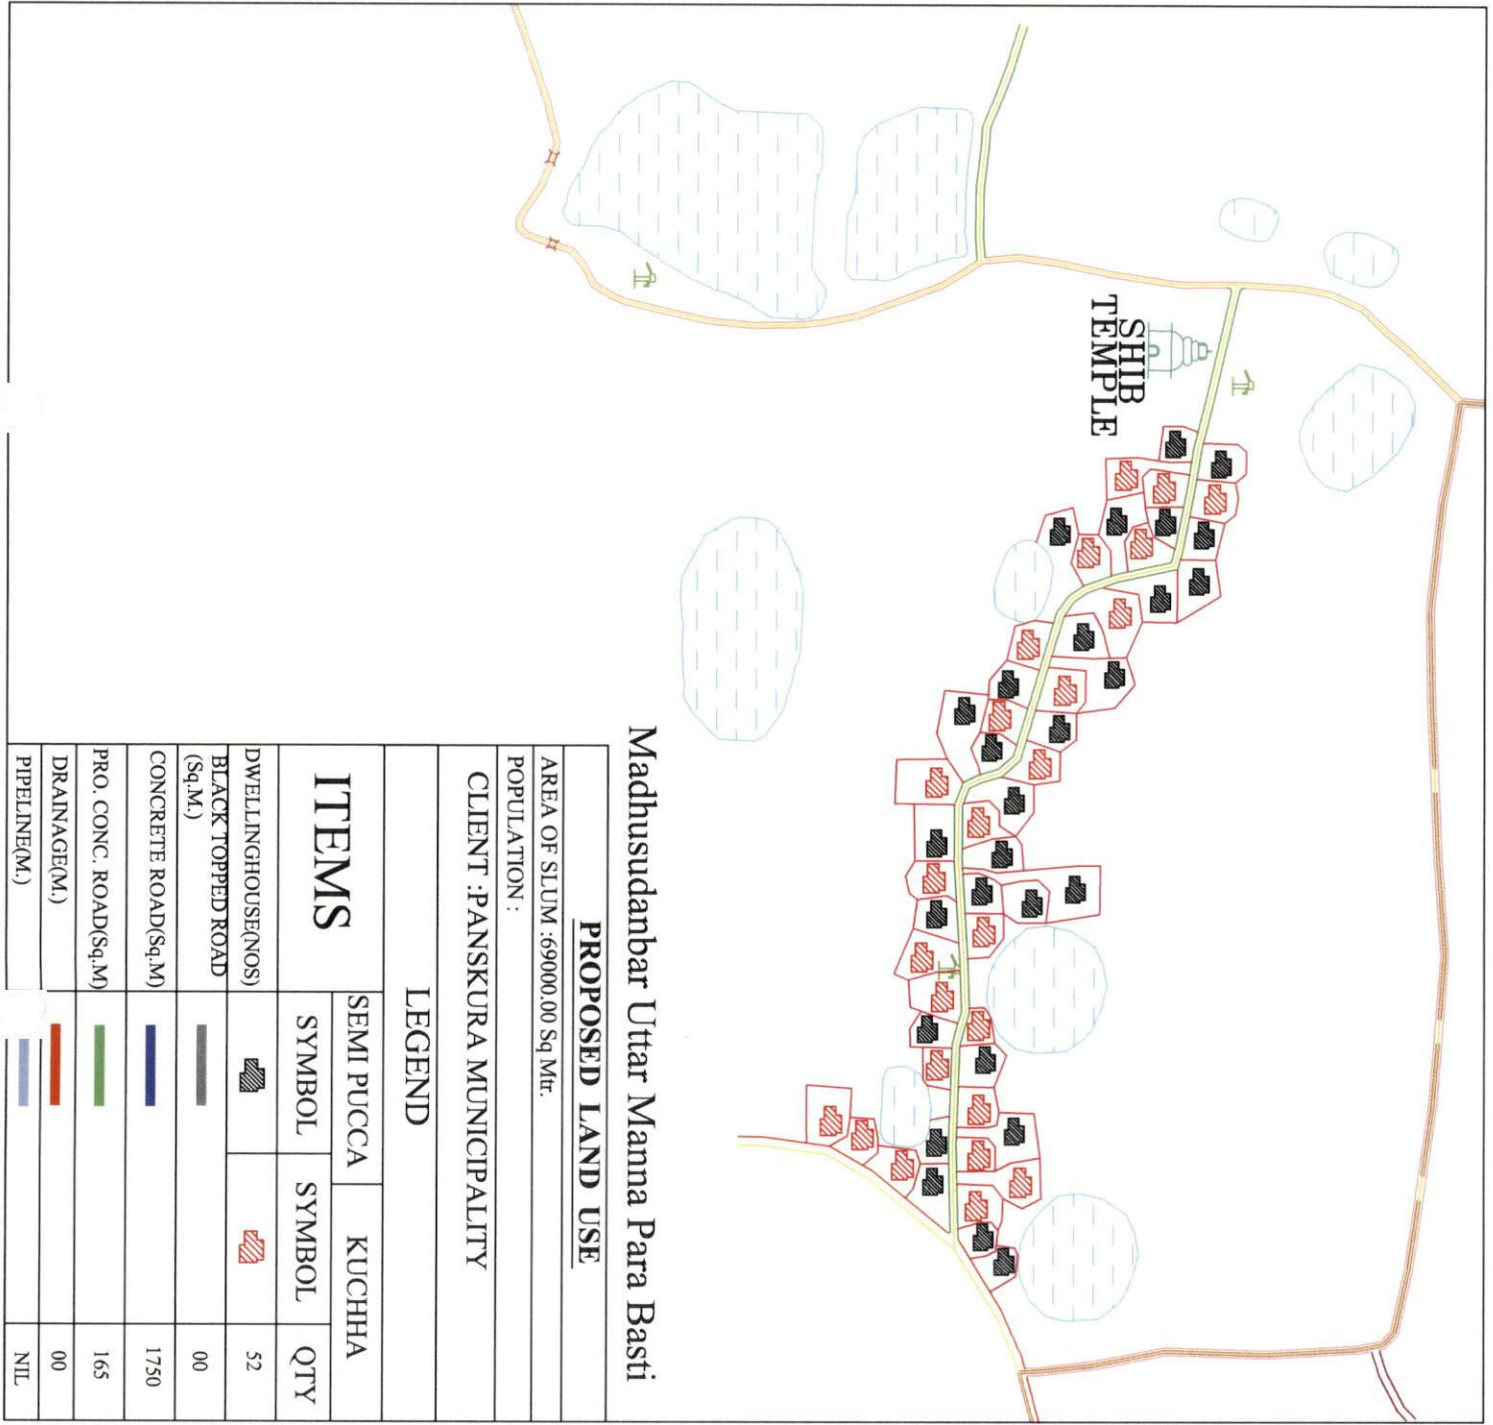 SHIB
TEMPLE
Madhusudanbar Uttar Manna Para Basti
PROPOSED LAND USE
AREA OF SLUM :69000.00 Sq Mtr.
POPULATION :
CLIENT :PANSKURA MUNICIPALITY
LEGEND
ITEMS SEMI PUCCA KUCHHA
SYMBOL SYMBOL QTY
DWELLINGHOUSE(NOS) 52
BLACK TOPPED ROAD
(Sq.M.) 00
CONCRETE ROAD(Sq.M) 1750
PRO. CONC. ROAD(Sq.M) 165
DRAINAGE(M.) 00
PIPELINE(M.) NIL